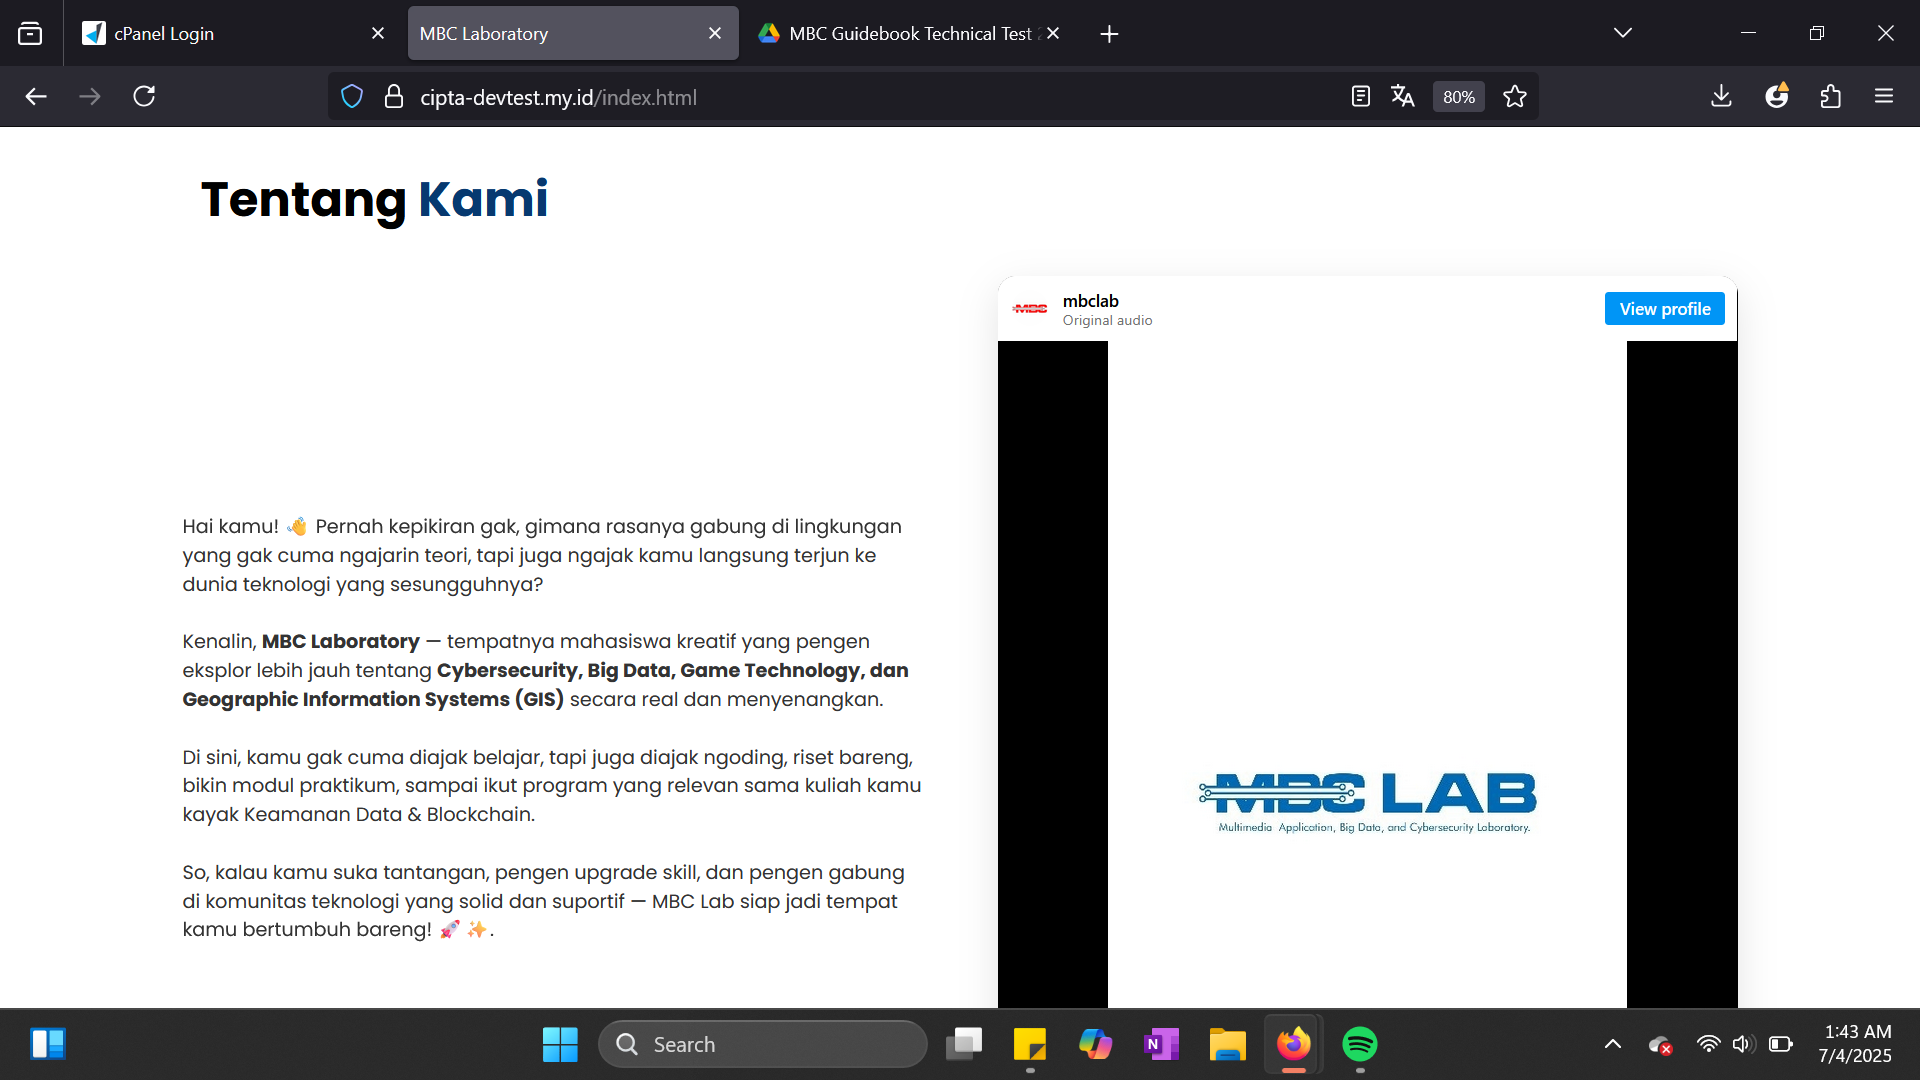 cPanel Login
MBC Laboratory
MBC Guidebook Technical Test
cipta-devtest.my.id/index.html
80%
Tentang Kami
mbclab
Original audio
View profile
Hai kamu! 👋 Pernah kepikiran gak, gimana rasanya gabung di lingkungan
yang gak cuma ngajarin teori, tapi juga ngajak kamu langsung terjun ke
dunia teknologi yang sesungguhnya?
Kenalin, MBC Laboratory — tempatnya mahasiswa kreatif yang pengen
eksplor lebih jauh tentang Cybersecurity, Big Data, Game Technology, dan
Geographic Information Systems (GIS) secara real dan menyenangkan.
Di sini, kamu gak cuma diajak belajar, tapi juga diajak ngoding, riset bareng,
bikin modul praktikum, sampai ikut program yang relevan sama kuliah kamu
kayak Keamanan Data & Blockchain.
So, kalau kamu suka tantangan, pengen upgrade skill, dan pengen gabung
di komunitas teknologi yang solid dan suportif — MBC Lab siap jadi tempat
kamu bertumbuh bareng! 🚀 ✨.
MBC LAB
Multimedia Application, Big Data, and Cybersecurity Laboratory.
Search
1:43 AM
7/4/2025